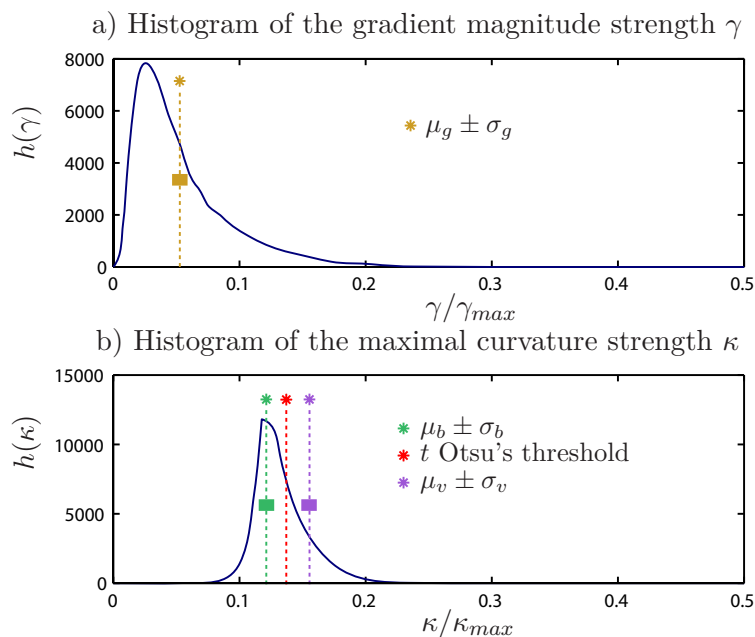 a) Histogram of the gradient magnitude strength γ
8000
6000
4000
2000
0
h(γ)
μg ± σg
0 0.1 0.2 0.3 0.4 0.5
γ/γmax
b) Histogram of the maximal curvature strength κ
15000
10000
5000
0
h(κ)
μb ± σb
t Otsu's threshold
μv ± σv
0 0.1 0.2 0.3 0.4 0.5
κ/κmax